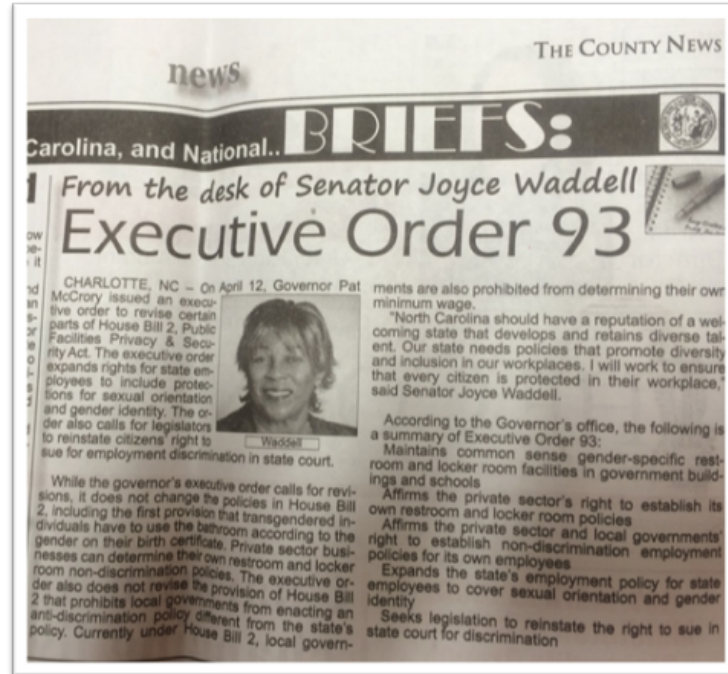 THE COUNTY NEWS
news
Carolina, and National.. BRIEFS:
From the desk of Senator Joyce Waddell
Executive Order 93
CHARLOTTE, NC – On April 12, Governor Pat
McCrory issued an execu-
tive order to revise certain
parts of House Bill 2, Public
Facilities Privacy & Secu-
rity Act. The executive order
expands rights for state em-
ployees to include protec-
tions for sexual orientation
and gender identity. The or-
der also calls for legislators
to reinstate citizens' right to
sue for employment discrimination in state court.
Waddell
While the governor's executive order calls for revi-
sions, it does not change the policies in House Bill
2, including the first provision that transgendered in-
dividuals have to use the bathroom according to the
gender on their birth certificate. Private sector busi-
nesses can determine their own restroom and locker
room non-discrimination policies. The executive or-
der also does not revise the provision of House Bill
2 that prohibits local governments from enacting an
anti-discrimination policy different from the state's
policy. Currently under House Bill 2, local govern-
ments are also prohibited from determining their own
minimum wage.
"North Carolina should have a reputation of a wel-
coming state that develops and retains diverse tal-
ent. Our state needs policies that promote diversity
and inclusion in our workplaces. I will work to ensure
that every citizen is protected in their workplace,
said Senator Joyce Waddell.
According to the Governor's office, the following is
a summary of Executive Order 93:
Maintains common sense gender-specific rest-
room and locker room facilities in government build-
ings and schools
Affirms the private sector's right to establish its
own restroom and locker room policies
Affirms the private sector and local governments'
right to establish non-discrimination employment
policies for its own employees
Expands the state's employment policy for state
employees to cover sexual orientation and gender
identity
Seeks legislation to reinstate the right to sue in
state court for discrimination